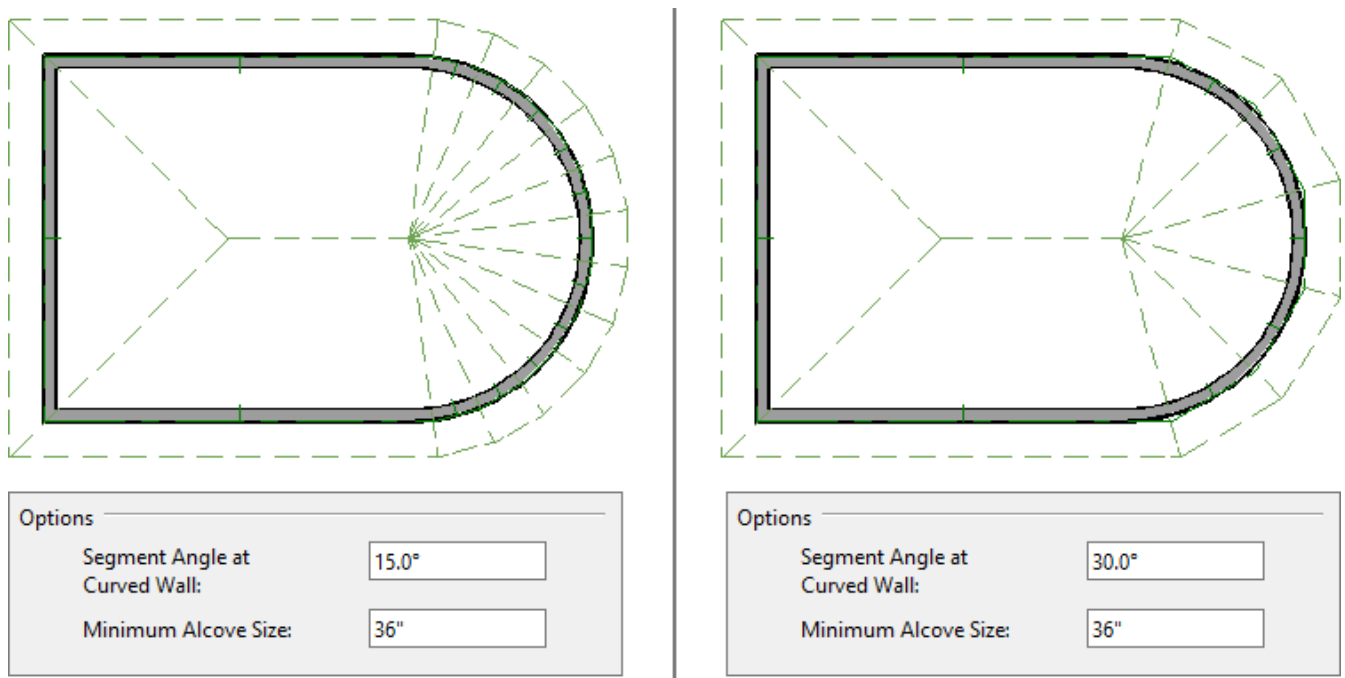 Options
Segment Angle at
Curved Wall:
15.0°
Minimum Alcove Size:
36"
Options
Segment Angle at
Curved Wall:
30.0°
Minimum Alcove Size:
36"